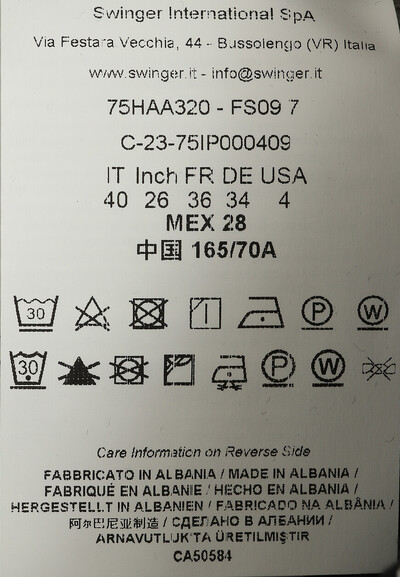 Swinger International SpA
Via Festara Vecchia, 44 - Bussolengo (VR) Italia
www.swinger.it - info@swinger.it
75HAA320 - FS09 7
C-23-75IP000409
IT Inch FR DE USA
40 26 36 34 4
MEX 28
中国 165/70A
30 P W
30 P W
Care Information on Reverse Side
FABBRICATO IN ALBANIA / MADE IN ALBANIA /
FABRIQUÉ EN ALBANIE / HECHO EN ALBANIA /
HERGESTELLT IN ALBANIEN / FABRICADO NA ALBÂNIA /
阿尔巴尼亚制造 / СДЕЛАНО В АЛБАНИИ /
ARNAVUTLUK'TA ÜRETILMIŞTIR
CA50584